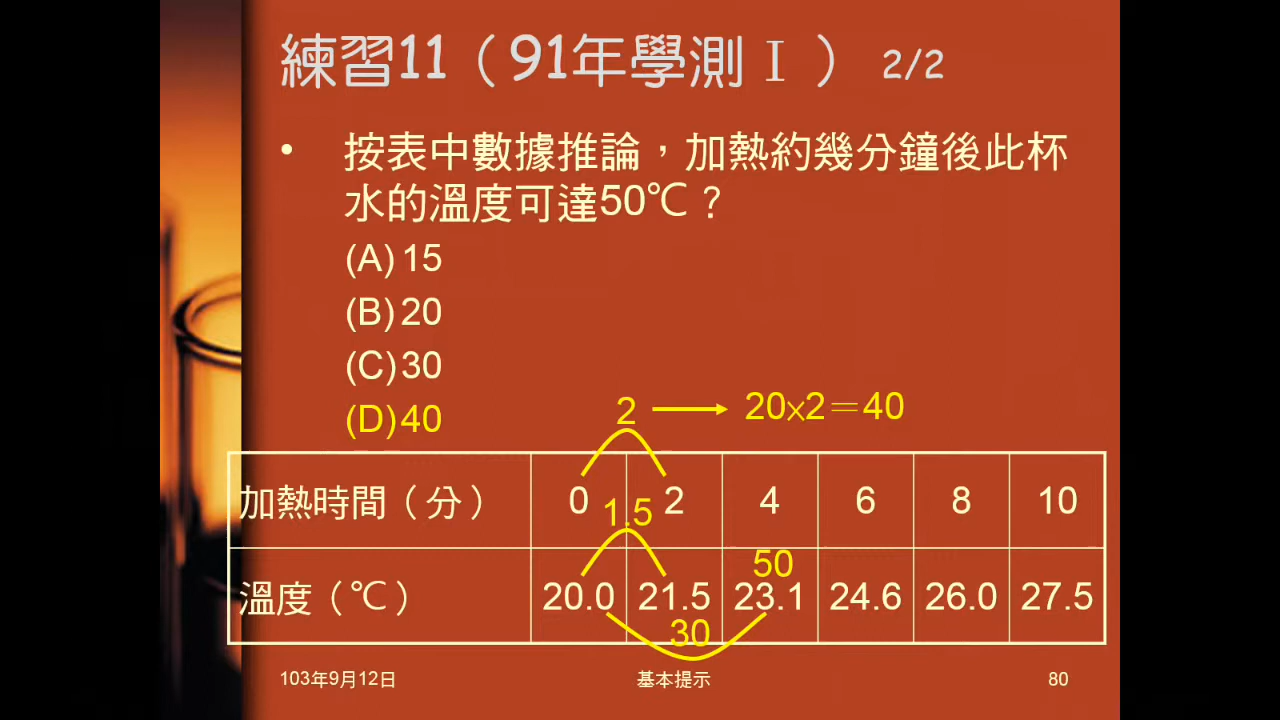 練習11（91年學測Ⅰ） 2/2
• 按表中數據推論，加熱約幾分鐘後此杯
水的溫度可達50℃？
(A) 15
(B) 20
(C) 30
(D) 40
2 → 20×2＝40
加熱時間（分） 0 2 4 6 8 10
1.5
50
溫度（℃） 20.0 21.5 23.1 24.6 26.0 27.5
30
103年9月12日 基本提示 80